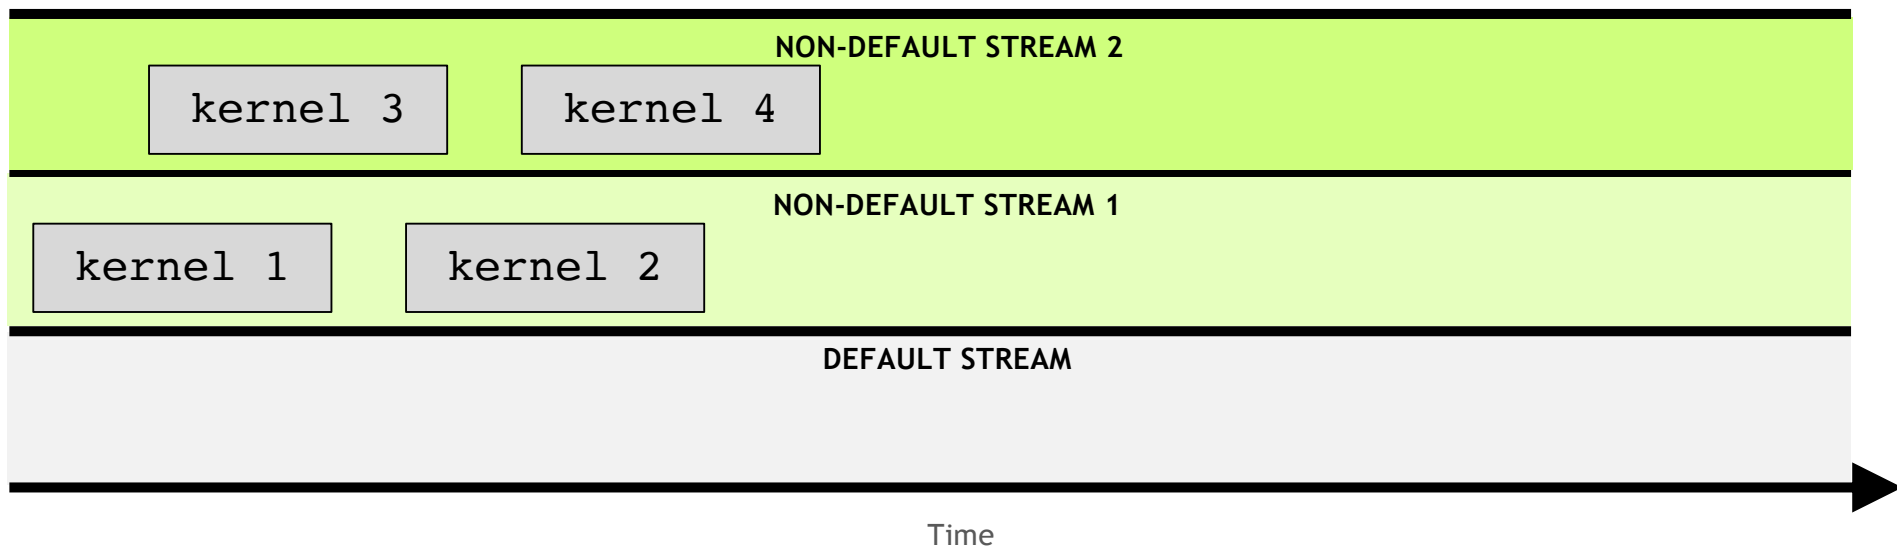 NON-DEFAULT STREAM 2
kernel 3
kernel 4
NON-DEFAULT STREAM 1
kernel 1
kernel 2
DEFAULT STREAM
Time